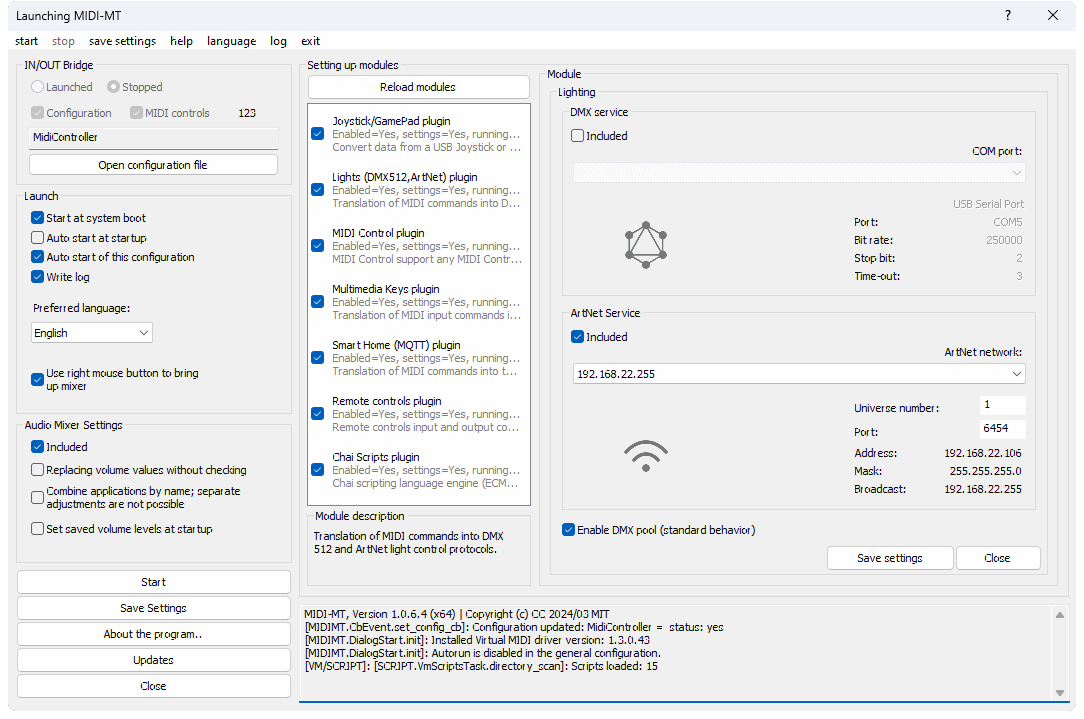 Launching MIDI-MT
?
start stop save settings help language log exit
IN/OUT Bridge
Launched Stopped
Configuration MIDI controls 123
MidiController
Open configuration file
Launch
Start at system boot
Auto start at startup
Auto start of this configuration
Write log
Preferred language:
English
Use right mouse button to bring
up mixer
Audio Mixer Settings
Included
Replacing volume values without checking
Combine applications by name; separate
adjustments are not possible
Set saved volume levels at startup
Start
Save Settings
About the program..
Updates
Close
Setting up modules
Reload modules
Joystick/GamePad plugin
Enabled=Yes, settings=Yes, running...
Convert data from a USB Joystick or ...
Lights (DMX512,ArtNet) plugin
Enabled=Yes, settings=Yes, running...
Translation of MIDI commands into D...
MIDI Control plugin
Enabled=Yes, settings=Yes, running...
MIDI Control support any MIDI Contr...
Multimedia Keys plugin
Enabled=Yes, settings=Yes, running...
Translation of MIDI input commands i...
Smart Home (MQTT) plugin
Enabled=Yes, settings=Yes, running...
Translation of MIDI commands into t...
Remote controls plugin
Enabled=Yes, settings=Yes, running...
Remote controls input and output co...
Chai Scripts plugin
Enabled=Yes, settings=Yes, running...
Chai scripting language engine (ECM...
Module description
Translation of MIDI commands into DMX
512 and ArtNet light control protocols.
Module
Lighting
DMX service
Included
COM port:
USB Serial Port
Port: COM5
Bit rate: 250000
Stop bit: 2
Time-out: 3
ArtNet Service
Included
ArtNet network:
192.168.22.255
Universe number: 1
Port: 6454
Address: 192.168.22.106
Mask: 255.255.255.0
Broadcast: 192.168.22.255
Enable DMX pool (standard behavior)
Save settings Close
MIDI-MT, Version 1.0.6.4 (x64) | Copyright (c) CC 2024/03 MIT
[MIDIMT.CbEvent.set_config_cb]: Configuration updated: MidiController = status: yes
[MIDIMT.DialogStart.init]: Installed Virtual MIDI driver version: 1.3.0.43
[MIDIMT.DialogStart.init]: Autorun is disabled in the general configuration.
[VM/SCRIPT]: [SCRIPT.VmScriptsTask.directory_scan]: Scripts loaded: 15